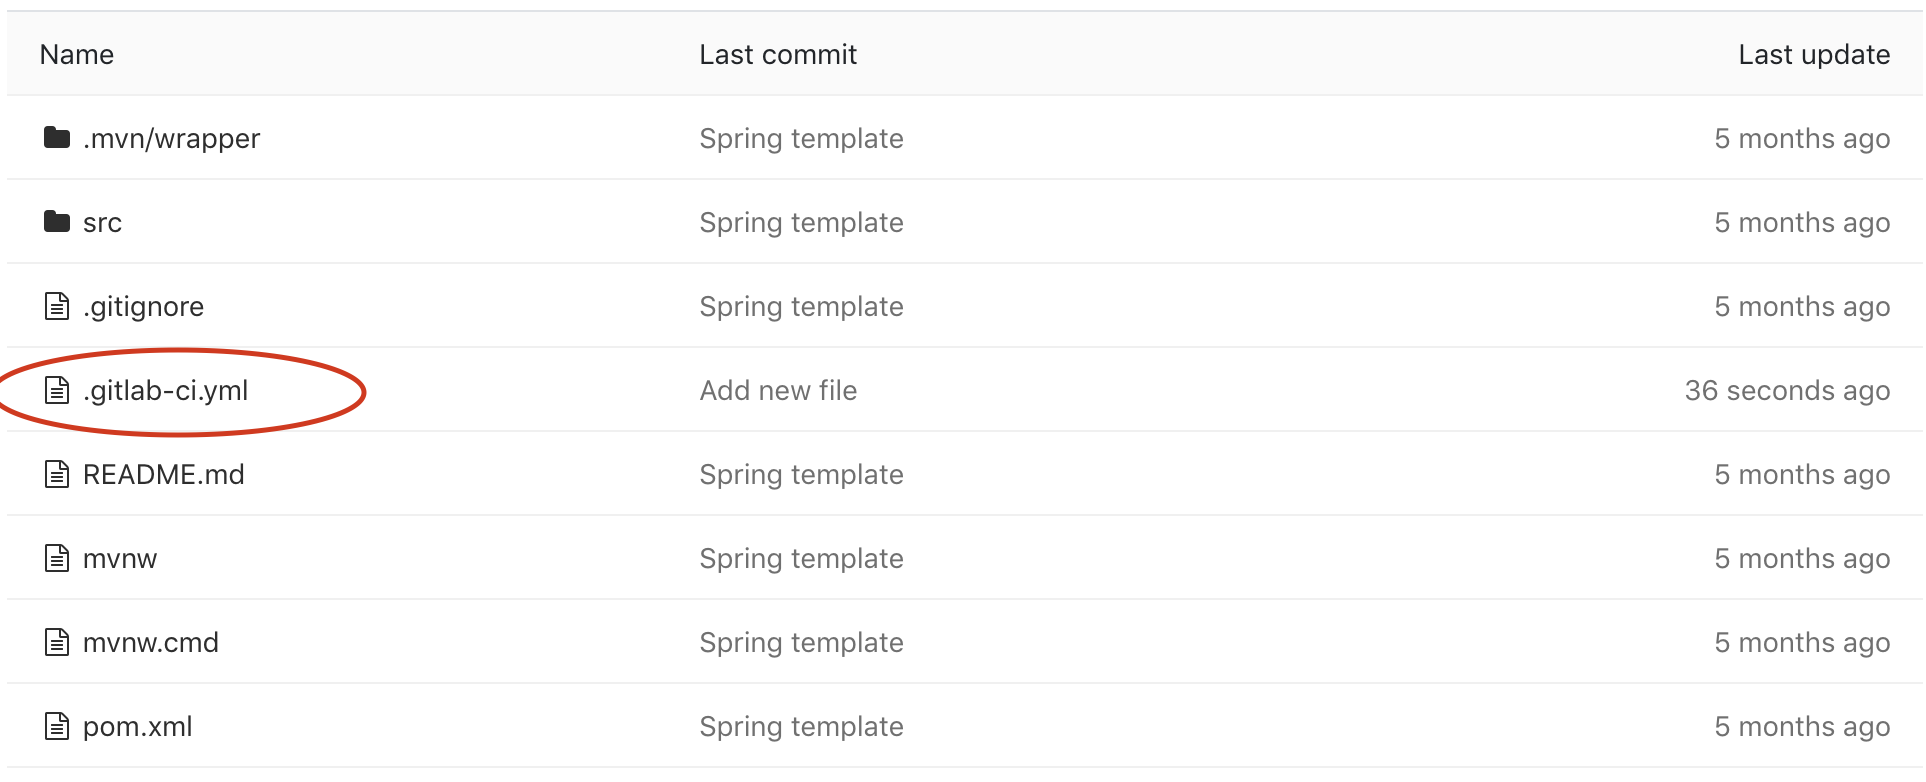 Name Last commit Last update
.mvn/wrapper Spring template 5 months ago
src Spring template 5 months ago
.gitignore Spring template 5 months ago
.gitlab-ci.yml Add new file 36 seconds ago
README.md Spring template 5 months ago
mvnw Spring template 5 months ago
mvnw.cmd Spring template 5 months ago
pom.xml Spring template 5 months ago